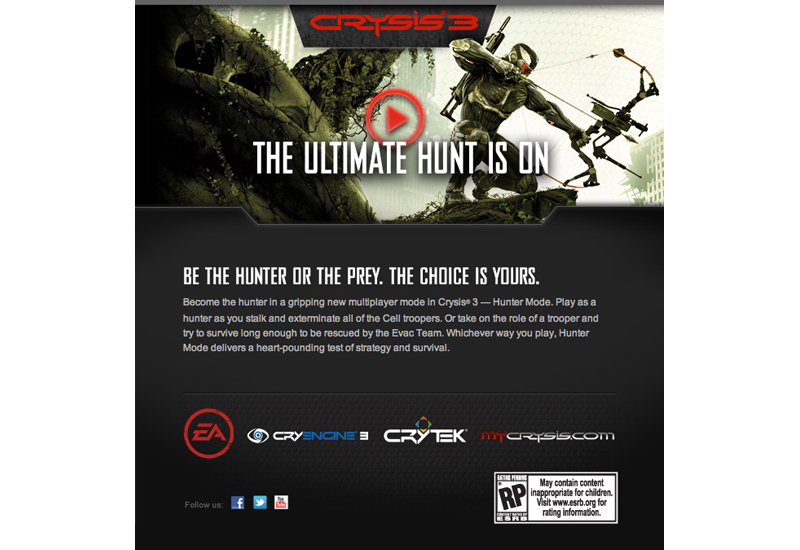 CRYSIS® 3
THE ULTIMATE HUNT IS ON
BE THE HUNTER OR THE PREY. THE CHOICE IS YOURS.
Become the hunter in a gripping new multiplayer mode in Crysis® 3 — Hunter Mode. Play as a
hunter as you stalk and exterminate all of the Cell troopers. Or take on the role of a trooper and
try to survive long enough to be rescued by the Evac Team. Whichever way you play, Hunter
Mode delivers a heart-pounding test of strategy and survival.
EA
CRYENGINE® 3
CRYTEK®
MYCRYSIS.COM
RATING PENDING
RP
CONTENT RATED BY
ESRB
May contain content
inappropriate for children.
Visit www.esrb.org for
rating information.
Follow us:
You
Tube